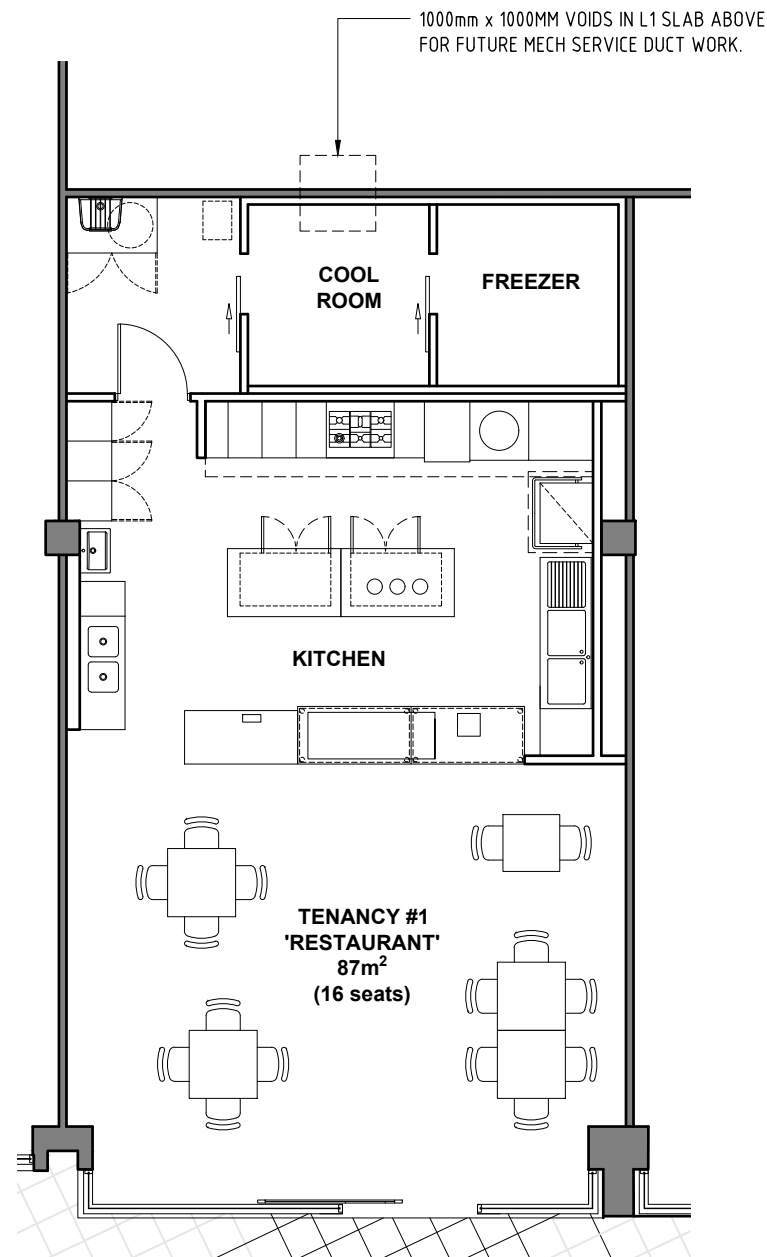 1000mm x 1000MM VOIDS IN L1 SLAB ABOVE
FOR FUTURE MECH SERVICE DUCT WORK.
COOL
ROOM
FREEZER
KITCHEN
TENANCY #1
'RESTAURANT'
87m²
(16 seats)